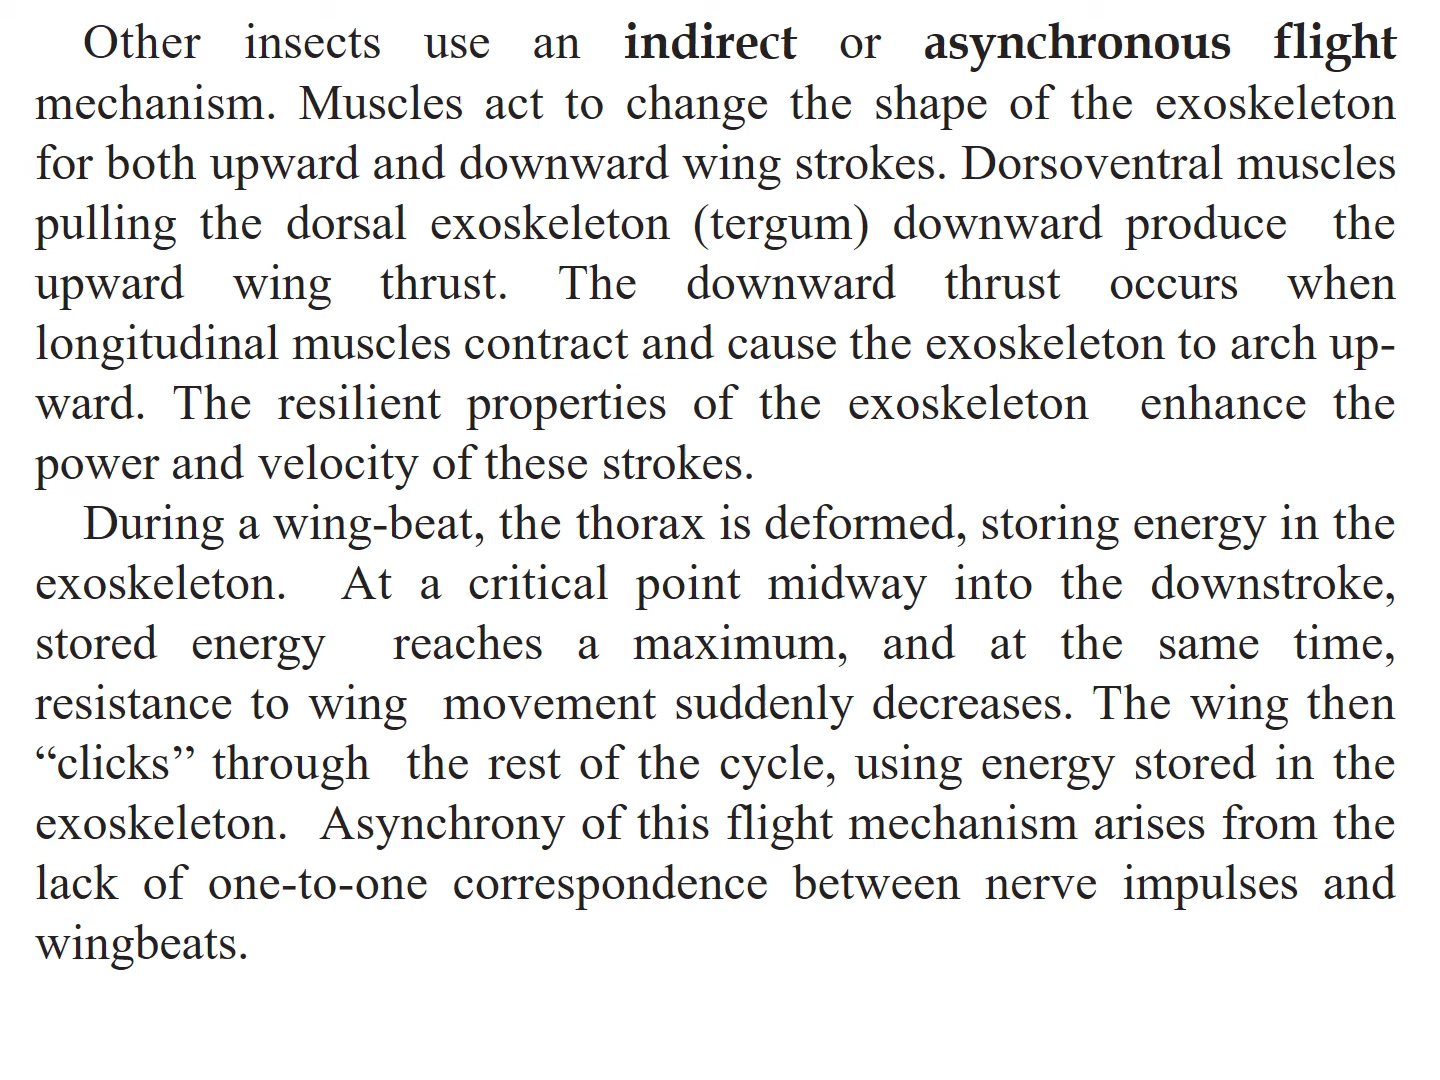 Other insects use an indirect or asynchronous flight
mechanism. Muscles act to change the shape of the exoskeleton
for both upward and downward wing strokes. Dorsoventral muscles
pulling the dorsal exoskeleton (tergum) downward produce the
upward wing thrust. The downward thrust occurs when
longitudinal muscles contract and cause the exoskeleton to arch up-
ward. The resilient properties of the exoskeleton enhance the
power and velocity of these strokes.
During a wing-beat, the thorax is deformed, storing energy in the
exoskeleton. At a critical point midway into the downstroke,
stored energy reaches a maximum, and at the same time,
resistance to wing movement suddenly decreases. The wing then
“clicks” through the rest of the cycle, using energy stored in the
exoskeleton. Asynchrony of this flight mechanism arises from the
lack of one-to-one correspondence between nerve impulses and
wingbeats.